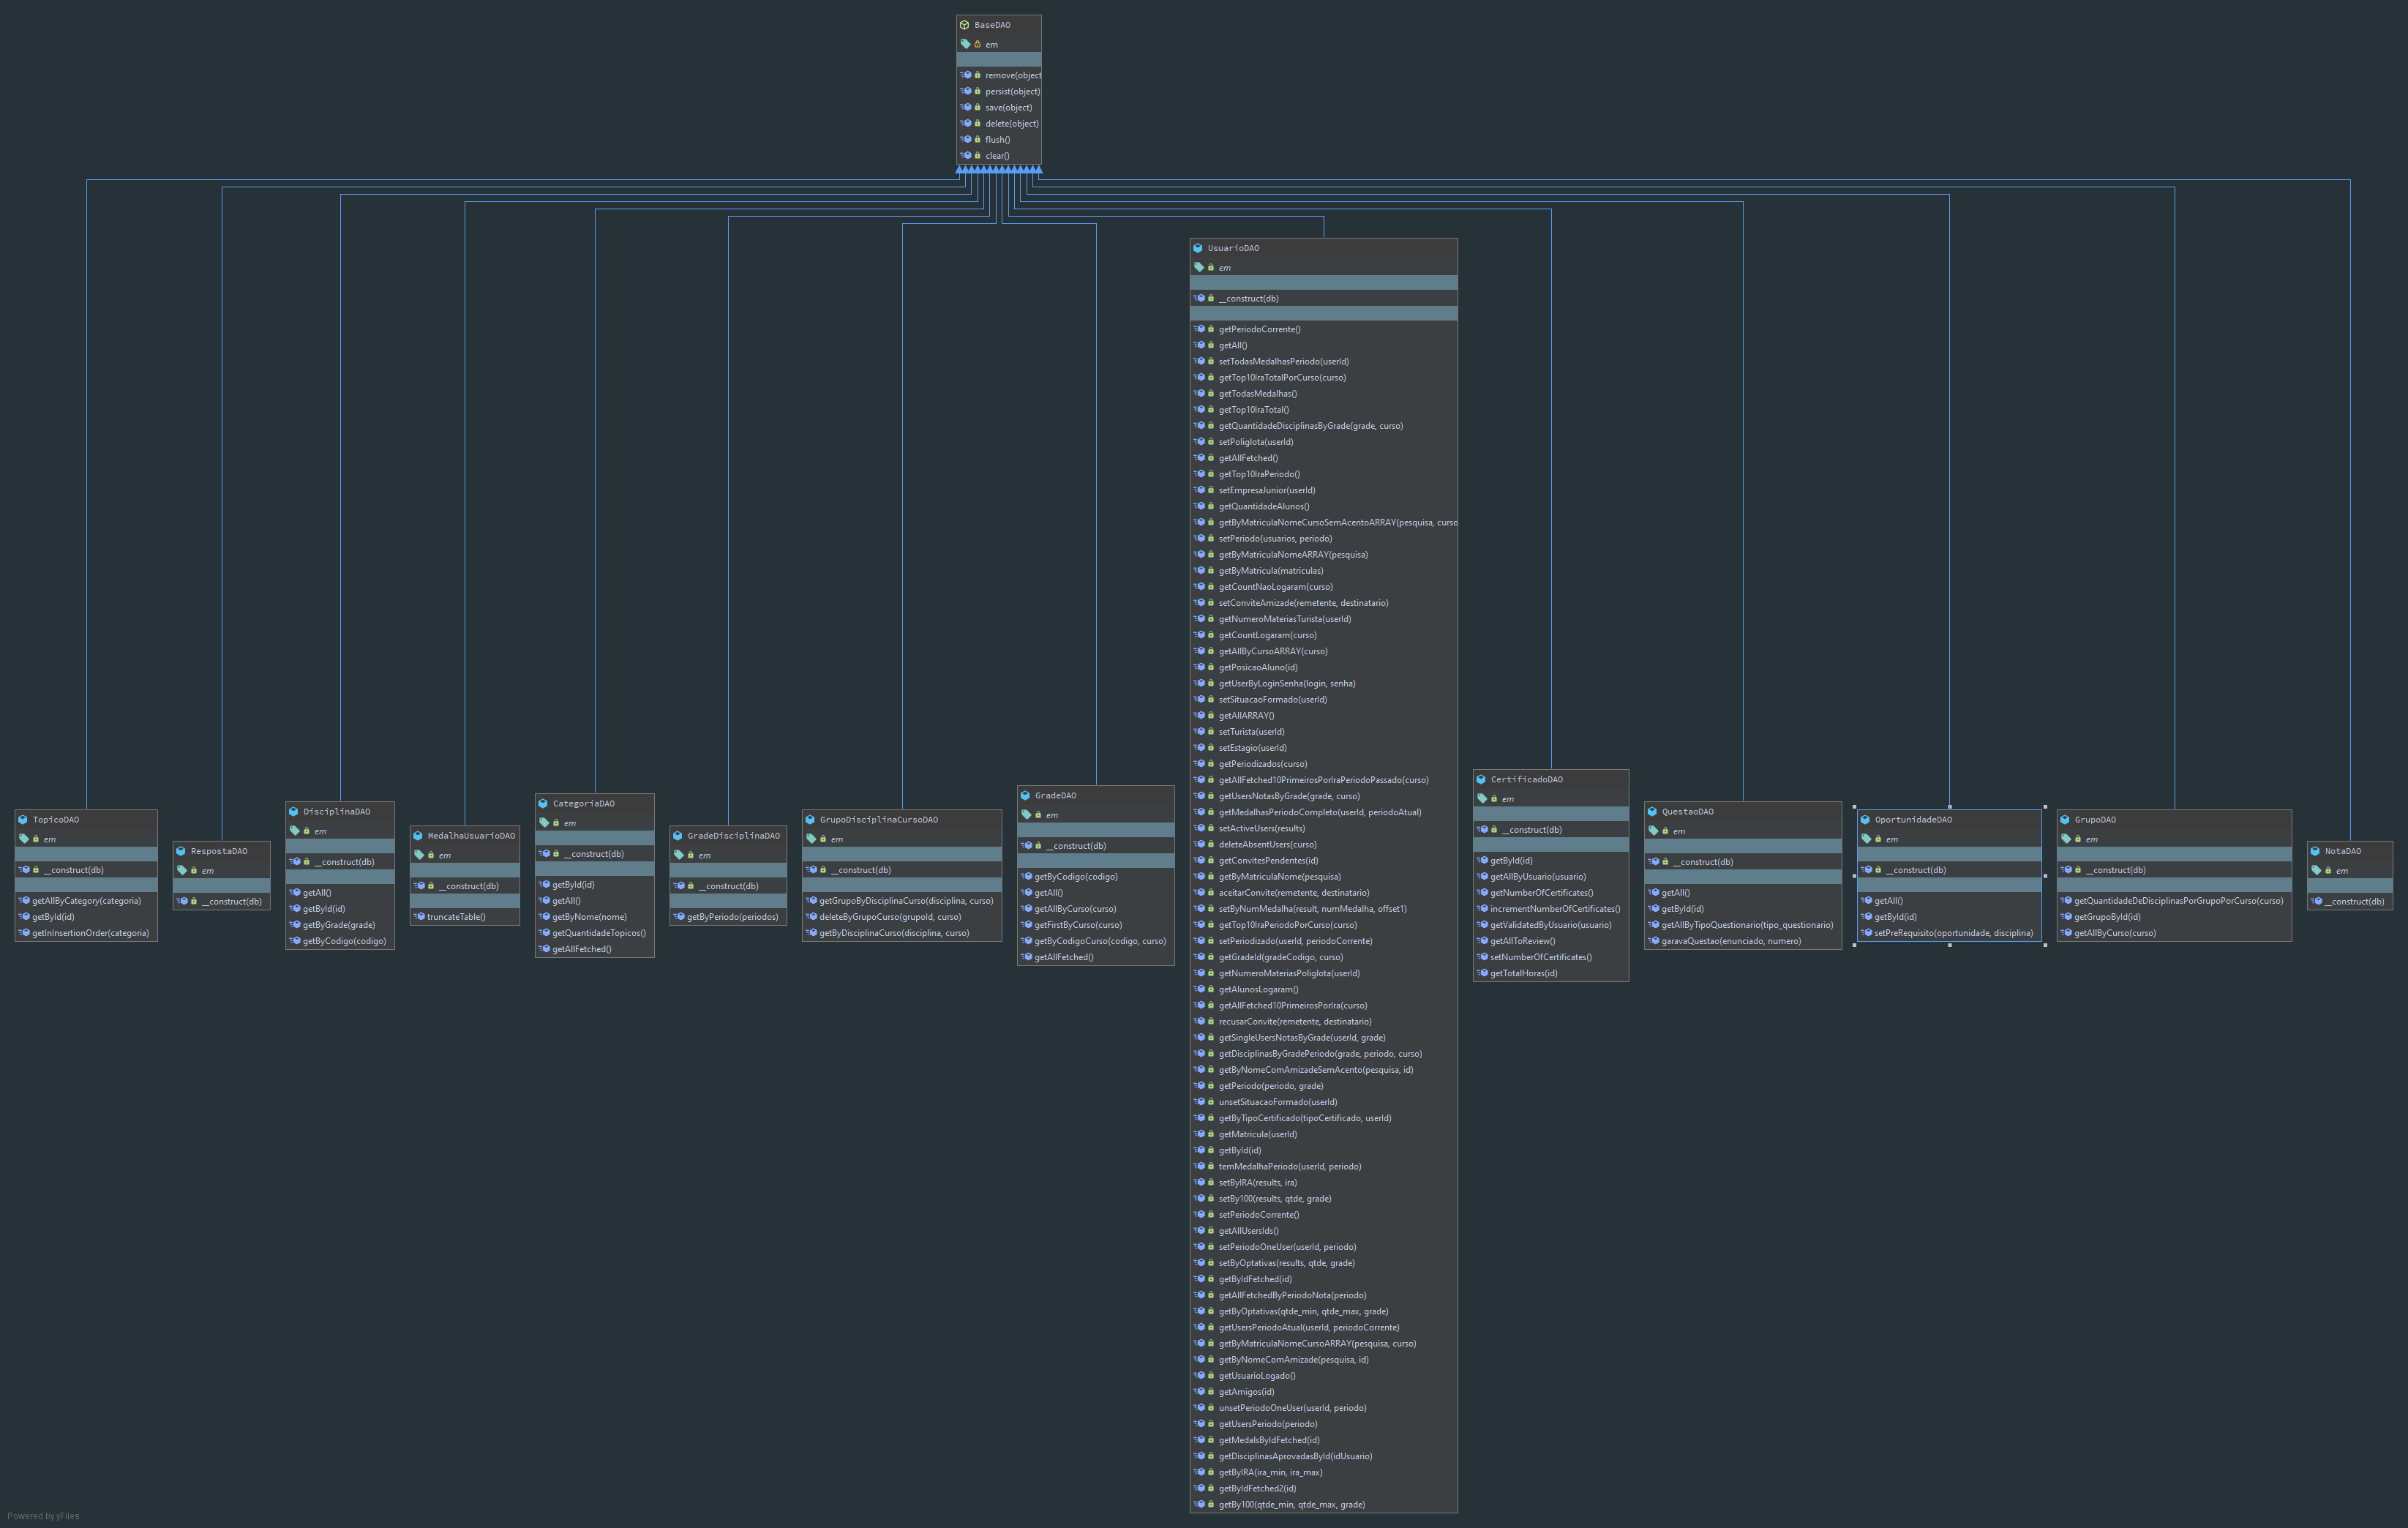 BaseDAO
em
remove(object
persist(object)
save(object)
delete(object)
flush()
clear()
TopicoDAO
em
__construct(db)
getAllByCategory(categoria)
getById(id)
getInInsertionOrder(categoria)
RespostaDAO
em
__construct(db)
DisciplinaDAO
em
__construct(db)
getAll()
getById(id)
getByGrade(grade)
getByCodigo(codigo)
MedalhaUsuarioDAO
em
__construct(db)
truncateTable()
CategoriaDAO
em
__construct(db)
getById(id)
getAll()
getByNome(nome)
getQuantidadeTopicos()
getAllFetched()
GradeDisciplinaDAO
em
__construct(db)
getByPeriodo(periodos)
GrupoDisciplinaCursoDAO
em
__construct(db)
getGrupoByDisciplinaCurso(disciplina, curso)
deleteByGrupoCurso(grupoId, curso)
getByDisciplinaCurso(disciplina, curso)
GradeDAO
em
__construct(db)
getByCodigo(codigo)
getAll()
getAllByCurso(curso)
getFirstByCurso(curso)
getByCodigoCurso(codigo, curso)
getAllFetched()
UsuarioDAO
em
__construct(db)
getPeriodoCorrente()
getAll()
setTodasMedalhasPeriodo(userId)
getTop10IraTotalPorCurso(curso)
getTodasMedalhas()
getTop10IraTotal()
getQuantidadeDisciplinasByGrade(grade, curso)
setPoliglota(userId)
getAllFetched()
getTop10IraPeriodo()
setEmpresaJunior(userId)
getQuantidadeAlunos()
getByMatriculaNomeCursoSemAcentoARRAY(pesquisa, curso
setPeriodo(usuarios, periodo)
getByMatriculaNomeARRAY(pesquisa)
getByMatricula(matriculas)
getCountNaoLogaram(curso)
setConviteAmizade(remetente, destinatario)
getNumeroMateriasTurista(userId)
getCountLogaram(curso)
getAllByCursoARRAY(curso)
getPosicaoAluno(id)
getUserByLoginSenha(login, senha)
setSituacaoFormado(userId)
getAllARRAY()
setTurista(userId)
setEstagio(userId)
getPeriodizados(curso)
getAllFetched10PrimeirosPorIraPeriodoPassado(curso)
getUsersNotasByGrade(grade, curso)
getMedalhasPeriodoCompleto(userId, periodoAtual)
setActiveUsers(results)
deleteAbsentUsers(curso)
getConvitesPendentes(id)
getByMatriculaNome(pesquisa)
aceitarConvite(remetente, destinatario)
setByNumMedalha(result, numMedalha, offset1)
getTop10IraPeriodoPorCurso(curso)
setPeriodizado(userId, periodoCorrente)
getGradeId(gradeCodigo, curso)
getNumeroMateriasPoliglota(userId)
getAlunosLogaram()
getAllFetched10PrimeirosPorIra(curso)
recusarConvite(remetente, destinatario)
getSingleUsersNotasByGrade(userId, grade)
getDisciplinasByGradePeriodo(grade, periodo, curso)
getByNomeComAmizadeSemAcento(pesquisa, id)
getPeriodo(periodo, grade)
unsetSituacaoFormado(userId)
getByTipoCertificado(tipoCertificado, userId)
getMatricula(userId)
getById(id)
temMedalhaPeriodo(userId, periodo)
setByIRA(results, ira)
setBy100(results, qtde, grade)
setPeriodoCorrente()
getAllUsersIds()
setPeriodoOneUser(userId, periodo)
setByOptativas(results, qtde, grade)
getByIdFetched(id)
getAllFetchedByPeriodoNota(periodo)
getByOptativas(qtde_min, qtde_max, grade)
getUsersPeriodoAtual(userId, periodoCorrente)
getByMatriculaNomeCursoARRAY(pesquisa, curso)
getByNomeComAmizade(pesquisa, id)
getUsuarioLogado()
getAmigos(id)
unsetPeriodoOneUser(userId, periodo)
getUsersPeriodo(periodo)
getMedalsByIdFetched(id)
getDisciplinasAprovadasById(idUsuario)
getByIRA(ira_min, ira_max)
getByIdFetched2(id)
getBy100(qtde_min, qtde_max, grade)
CertificadoDAO
em
__construct(db)
getById(id)
getAllByUsuario(usuario)
getNumberOfCertificates()
incrementNumberOfCertificates()
getValidatedByUsuario(usuario)
getAllToReview()
setNumberOfCertificates()
getTotalHoras(id)
QuestaoDAO
em
__construct(db)
getAll()
getById(id)
getAllByTipoQuestionario(tipo_questionario)
garavaQuestao(enunciado, numero)
OportunidadeDAO
em
__construct(db)
getAll()
getById(id)
setPreRequisito(oportunidade, disciplina)
GrupoDAO
em
__construct(db)
getQuantidadeDeDisciplinasPorGrupoPorCurso(curso)
getGrupoById(id)
getAllByCurso(curso)
NotaDAO
em
__construct(db)
Powered by yFiles